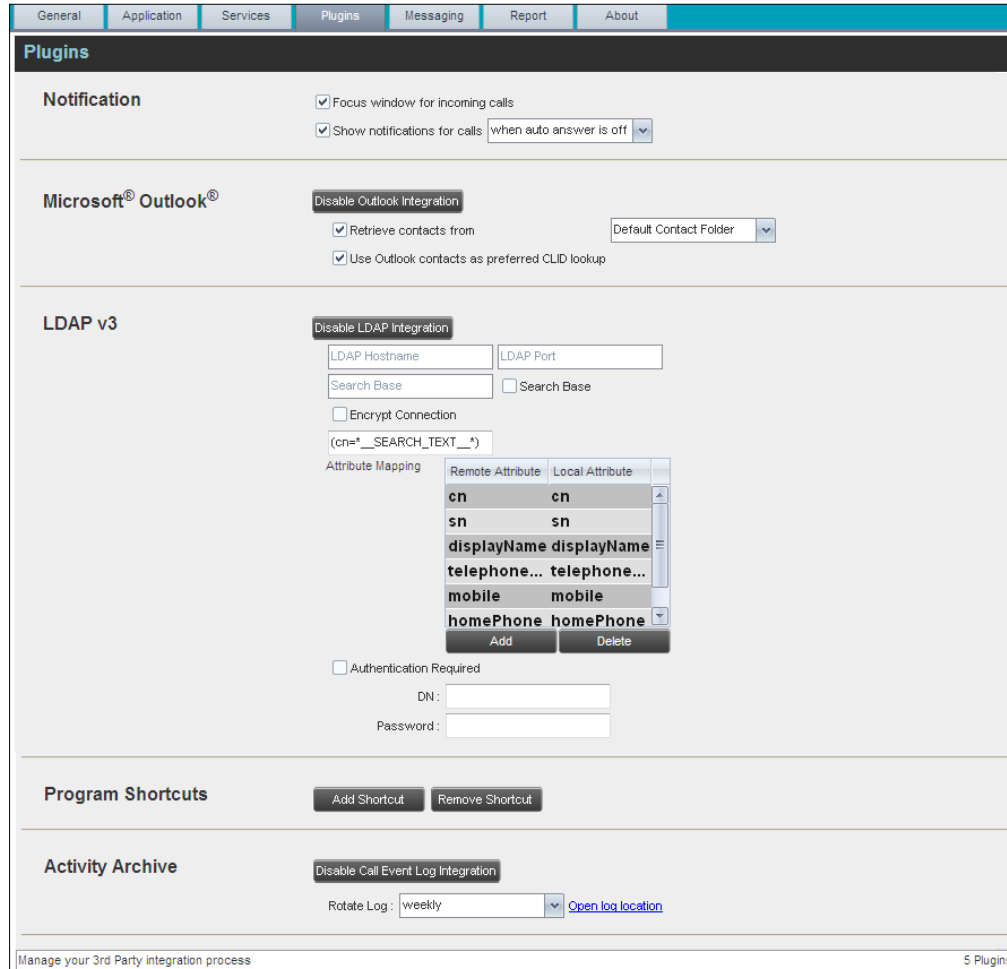 General Application Services Plugins Messaging Report About
Plugins
Notification
Focus window for incoming calls
Show notifications for calls when auto answer is off
Microsoft® Outlook®
Disable Outlook Integration
Retrieve contacts from Default Contact Folder
Use Outlook contacts as preferred CLID lookup
LDAP v3
Disable LDAP Integration
LDAP Hostname LDAP Port
Search Base Search Base
Encrypt Connection
(cn=*__SEARCH_TEXT__*)
Attribute Mapping
Remote Attribute Local Attribute
cn cn
sn sn
displayName displayName
telephone... telephone...
mobile mobile
homePhone homePhone
Add Delete
Authentication Required
DN :
Password :
Program Shortcuts
Add Shortcut Remove Shortcut
Activity Archive
Disable Call Event Log Integration
Rotate Log : weekly Open log location
Manage your 3rd Party integration process 5 Plugin